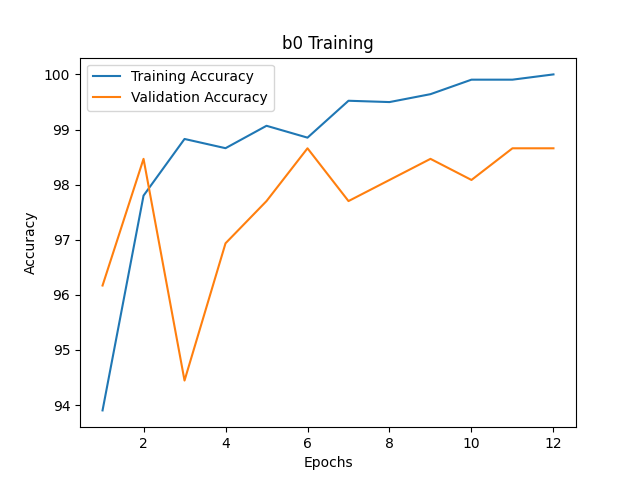 b0 Training
Training Accuracy
Validation Accuracy
100
99
98
97
96
95
94
Accuracy
2 4 6 8 10 12
Epochs